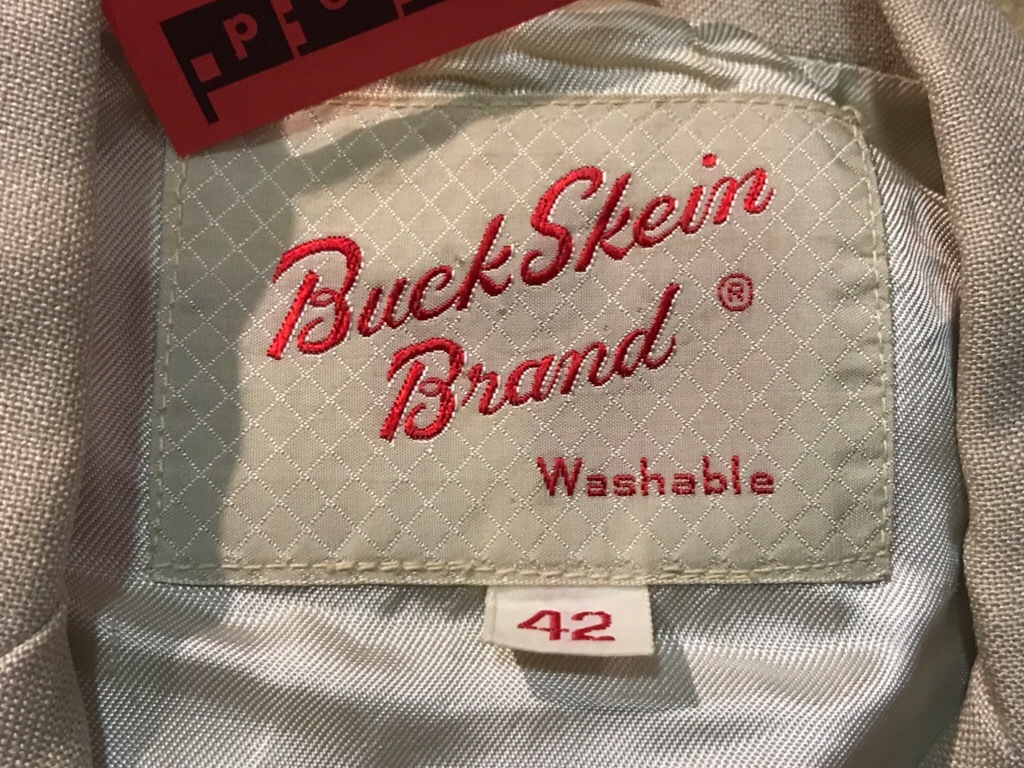 BuckSkein
Brand ®
Washable
42